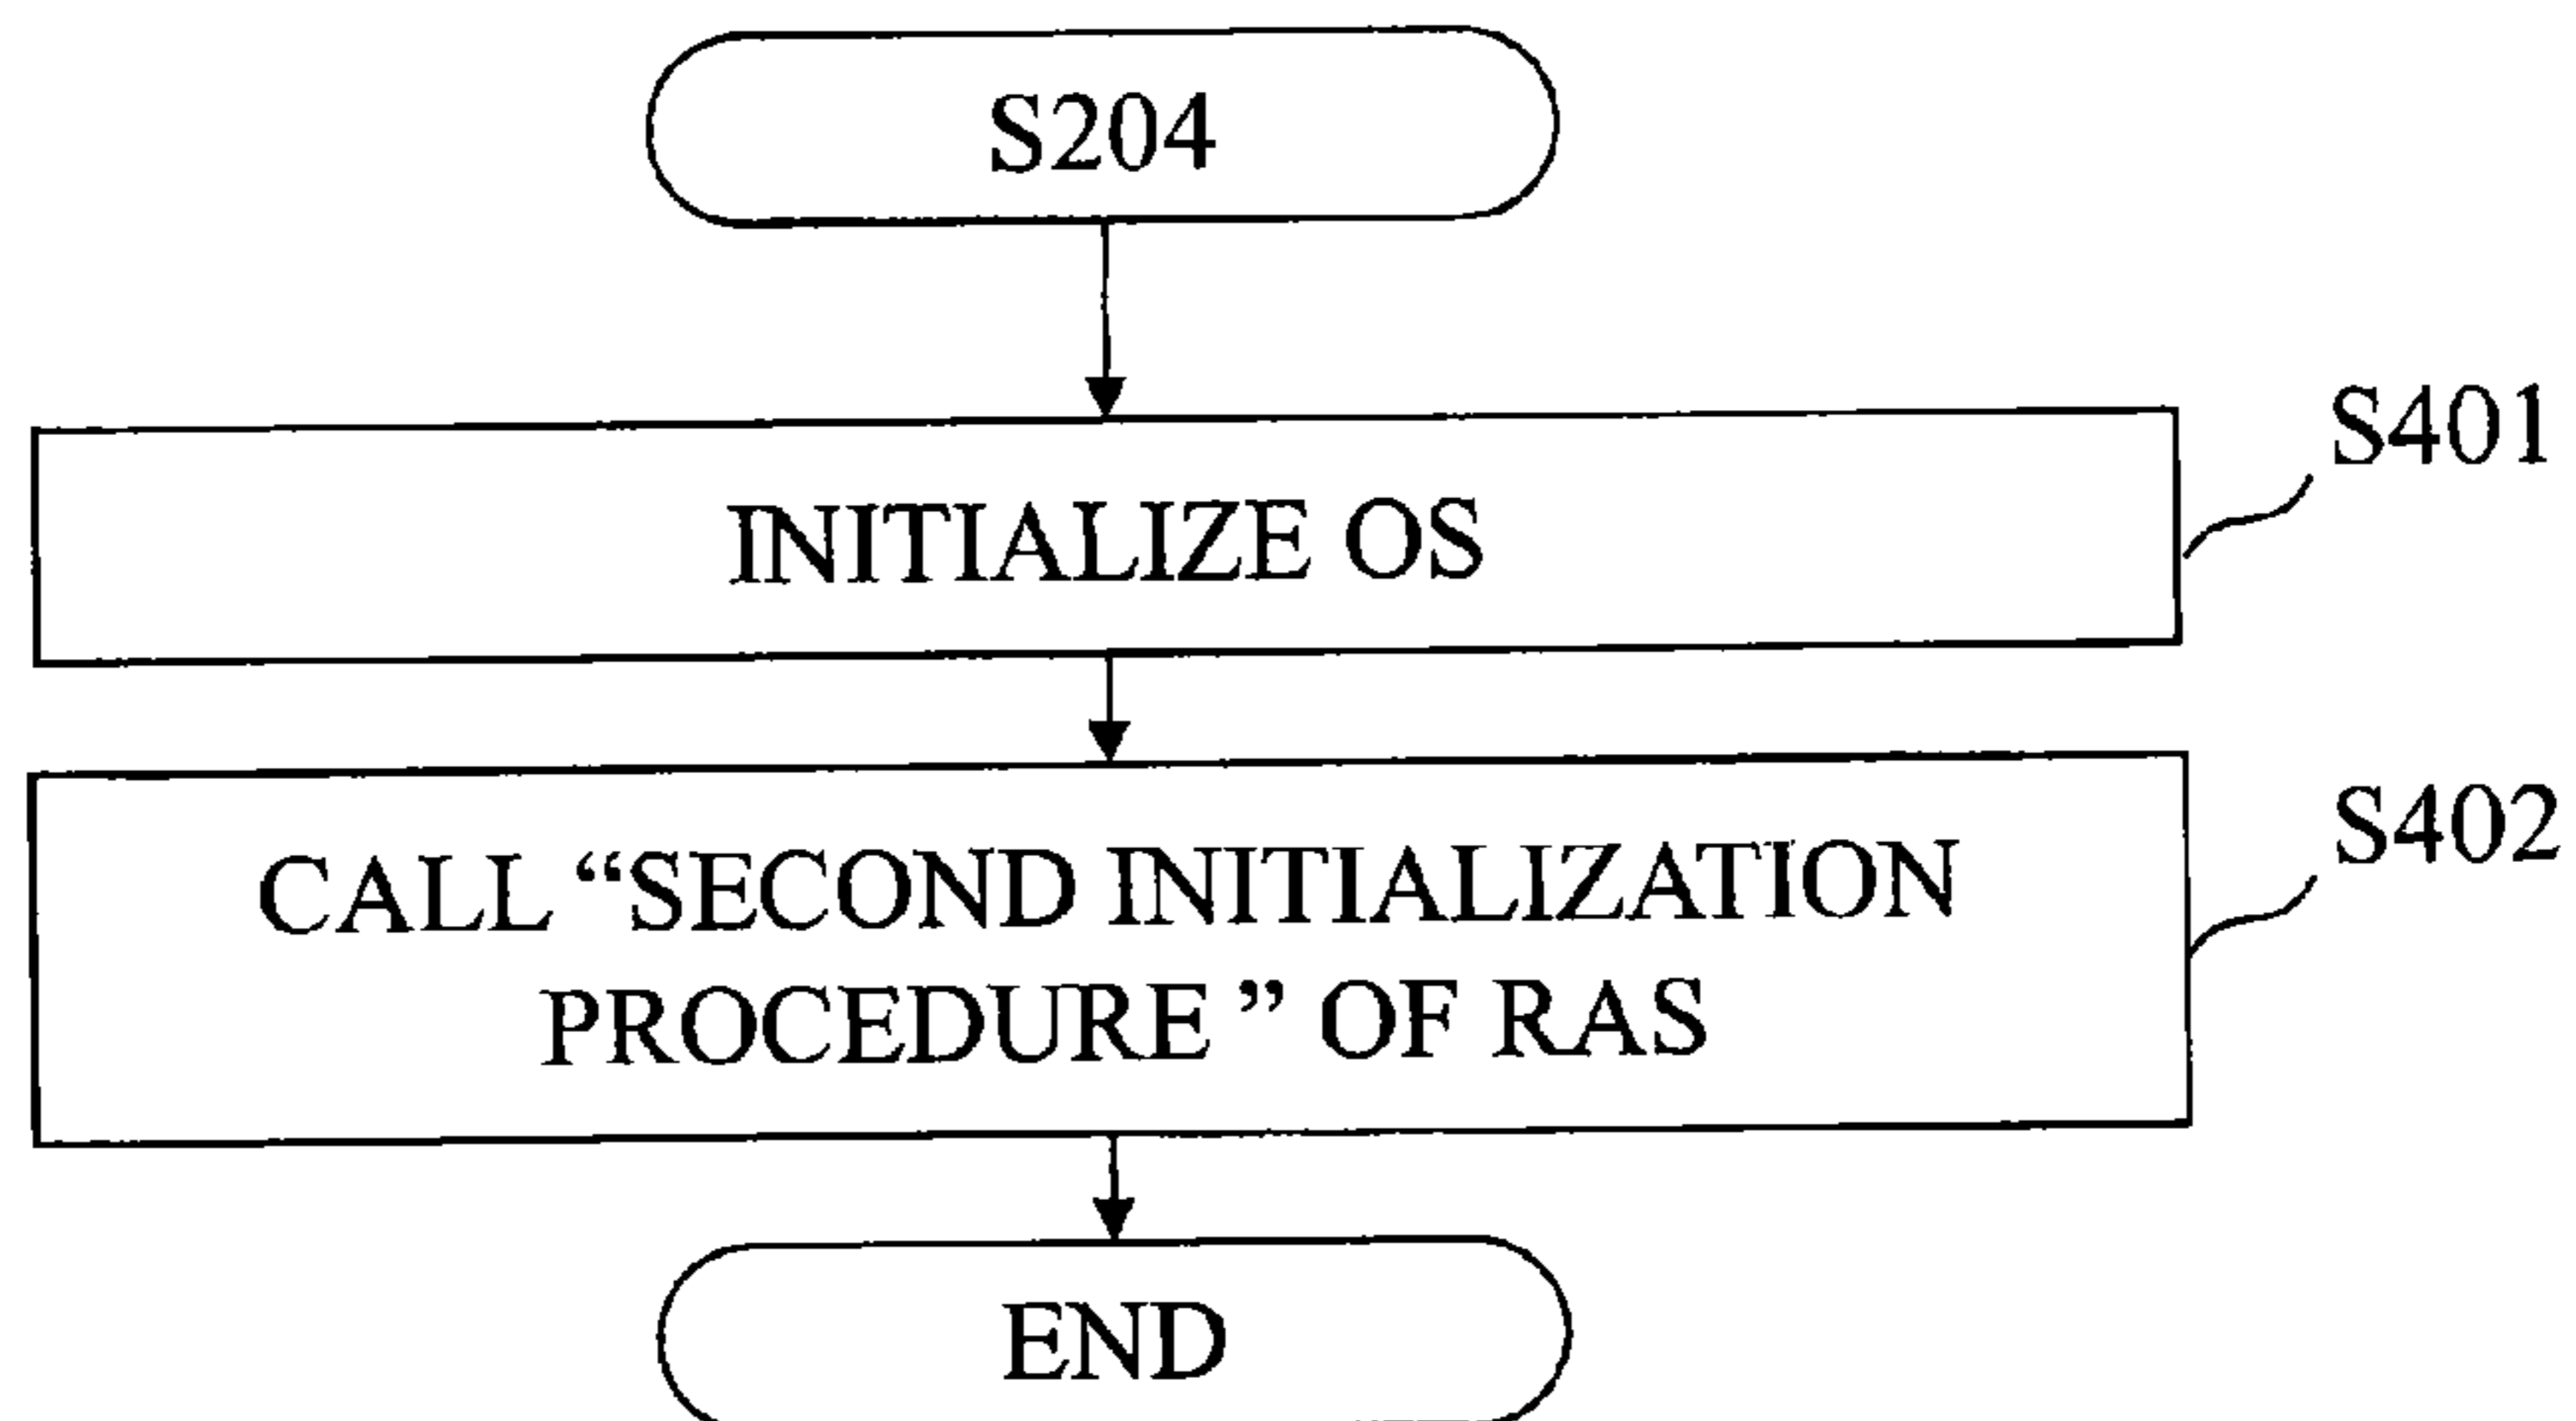 S204
S401
INITIALIZE OS
S402
CALL “SECOND INITIALIZATION
PROCEDURE ” OF RAS
END